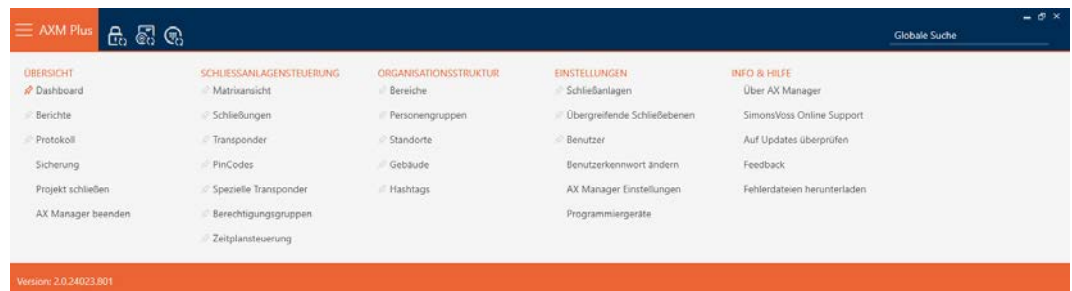 AXM Plus
Globale Suche
ÜBERSICHT
Dashboard
Berichte
Protokoll
Sicherung
Projekt schließen
AX Manager beenden
SCHLIESSANLAGENSTEUERUNG
Matrixansicht
Schließungen
Transponder
PinCodes
Spezielle Transponder
Berechtigungsgruppen
Zeitplansteuerung
ORGANISATIONSSTRUKTUR
Bereiche
Personengruppen
Standorte
Gebäude
Hashtags
EINSTELLUNGEN
Schließanlagen
Übergreifende Schließebenen
Benutzer
Benutzerkennwort ändern
AX Manager Einstellungen
Programmiergeräte
INFO & HILFE
Über AX Manager
SimonsVoss Online Support
Auf Updates überprüfen
Feedback
Fehlerdateien herunterladen
Version: 2.0.24023.801